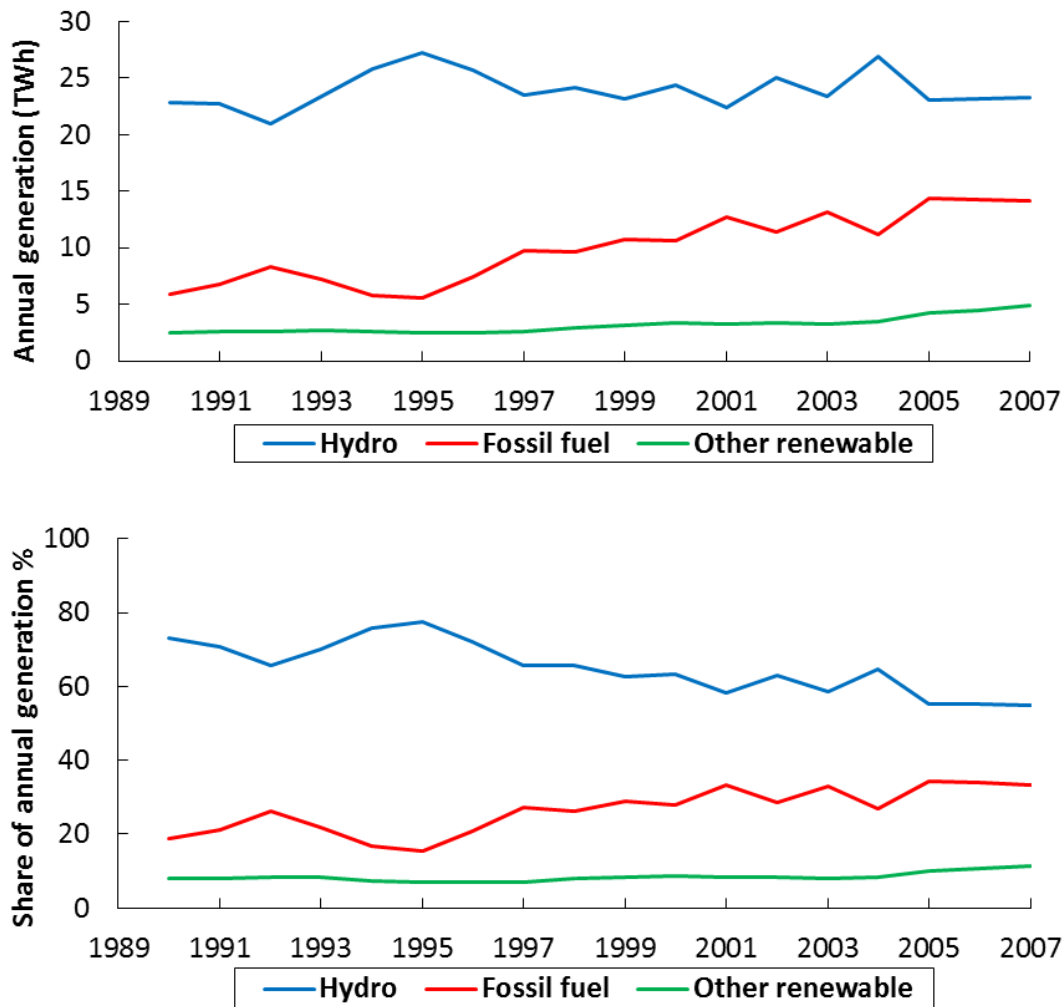 Annual generation (TWh)
30
25
20
15
10
5
0
1989 1991 1993 1995 1997 1999 2001 2003 2005 2007
Hydro Fossil fuel Other renewable
Share of annual generation %
100
80
60
40
20
0
1989 1991 1993 1995 1997 1999 2001 2003 2005 2007
Hydro Fossil fuel Other renewable